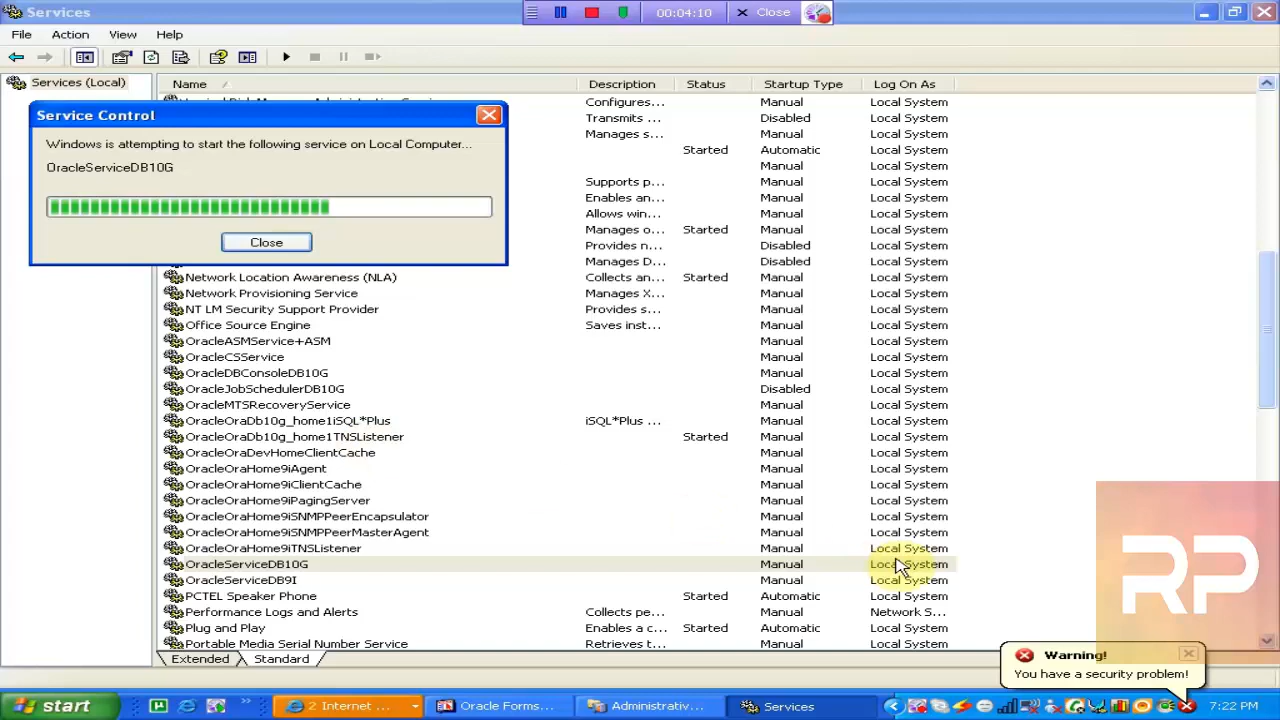 Services
00:04:10 Close
File Action View Help
Services (Local)
Name Description Status Startup Type Log On As
Configures... Manual Local System
Transmits ... Disabled Local System
Manages s... Manual Local System
Started Automatic Local System
Manual Local System
Supports p... Manual Local System
Enables an... Manual Local System
Allows win... Manual Local System
Manages o... Started Manual Local System
Provides n... Disabled Local System
Manages D... Disabled Local System
Service Control
Windows is attempting to start the following service on Local Computer...
OracleServiceDB10G
Close
Network Location Awareness (NLA) Collects an... Started Manual Local System
Network Provisioning Service Manages X... Manual Local System
NT LM Security Support Provider Provides s... Manual Local System
Office Source Engine Saves inst... Manual Local System
OracleASMService+ASM Manual Local System
OracleCSService Manual Local System
OracleDBConsoleDB10G Manual Local System
OracleJobSchedulerDB10G Disabled Local System
OracleMTSRecoveryService Manual Local System
OracleOraDb10g_home1iSQL*Plus iSQL*Plus ... Manual Local System
OracleOraDb10g_home1TNSListener Started Manual Local System
OracleOraDevHomeClientCache Manual Local System
OracleOraHome9iAgent Manual Local System
OracleOraHome9iClientCache Manual Local System
OracleOraHome9iPagingServer Manual Local System
OracleOraHome9iSNMPPeerEncapsulator Manual Local System
OracleOraHome9iSNMPPeerMasterAgent Manual Local System
OracleOraHome9iTNSListener Manual Local System
OracleServiceDB10G Manual Local System
OracleServiceDB9I Manual Local System
PCTEL Speaker Phone Started Automatic Local System
Performance Logs and Alerts Collects pe... Manual Network S...
Plug and Play Enables a c... Started Automatic Local System
Portable Media Serial Number Service Retrieves t... Manual Local System
Extended Standard
RP
Warning!
You have a security problem!
start 2 Internet ... Oracle Forms... Administrativ... Services 7:22 PM